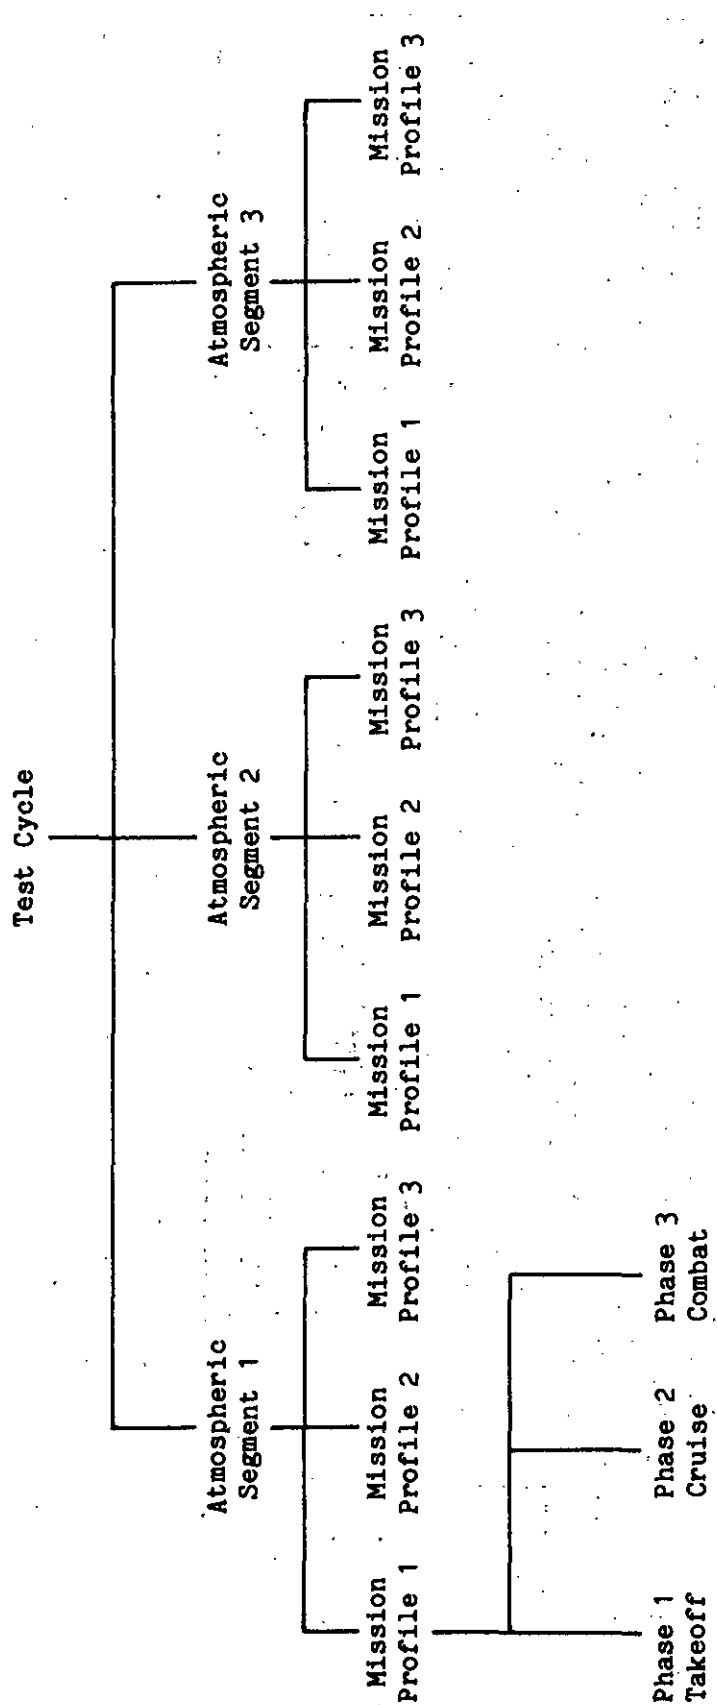 Test Cycle
Atmospheric
Segment 1
Atmospheric
Segment 2
Atmospheric
Segment 3
Mission
Profile 1
Mission
Profile 2
Mission
Profile 3
Mission
Profile 1
Mission
Profile 2
Mission
Profile 3
Mission
Profile 1
Mission
Profile 2
Mission
Profile 3
Phase 1
Takeoff
Phase 2
Cruise
Phase 3
Combat